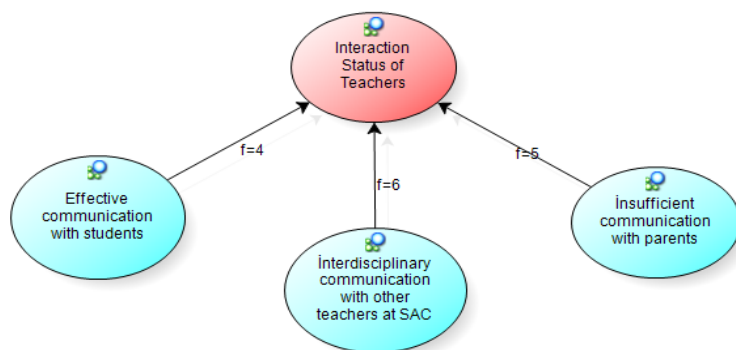 Interaction
Status of
Teachers
f=4
f=6
f=5
Effective
communication
with students
İnterdisciplinary
communication
with other
teachers at SAC
İnsufficient
communication
with parents